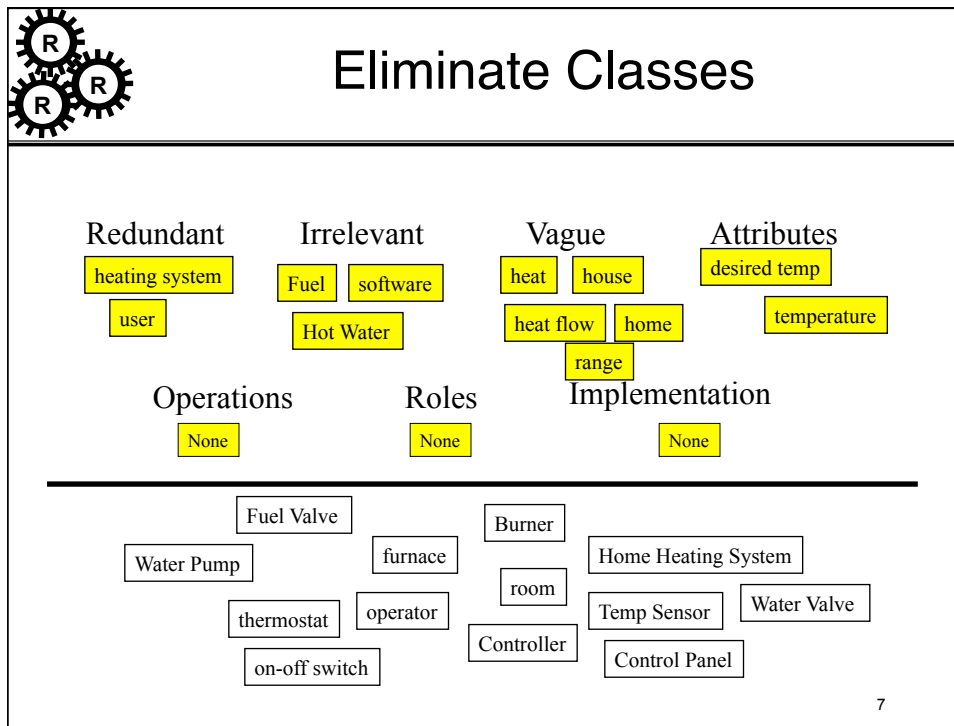 R
R
R
Eliminate Classes
Redundant
Irrelevant
Vague
Attributes
heating system
user
Fuel
software
Hot Water
heat
house
heat flow
home
range
desired temp
temperature
Operations
Roles
Implementation
None
None
None
Fuel Valve
Burner
Water Pump
furnace
Home Heating System
room
thermostat
operator
Temp Sensor
Water Valve
Controller
on-off switch
Control Panel
7